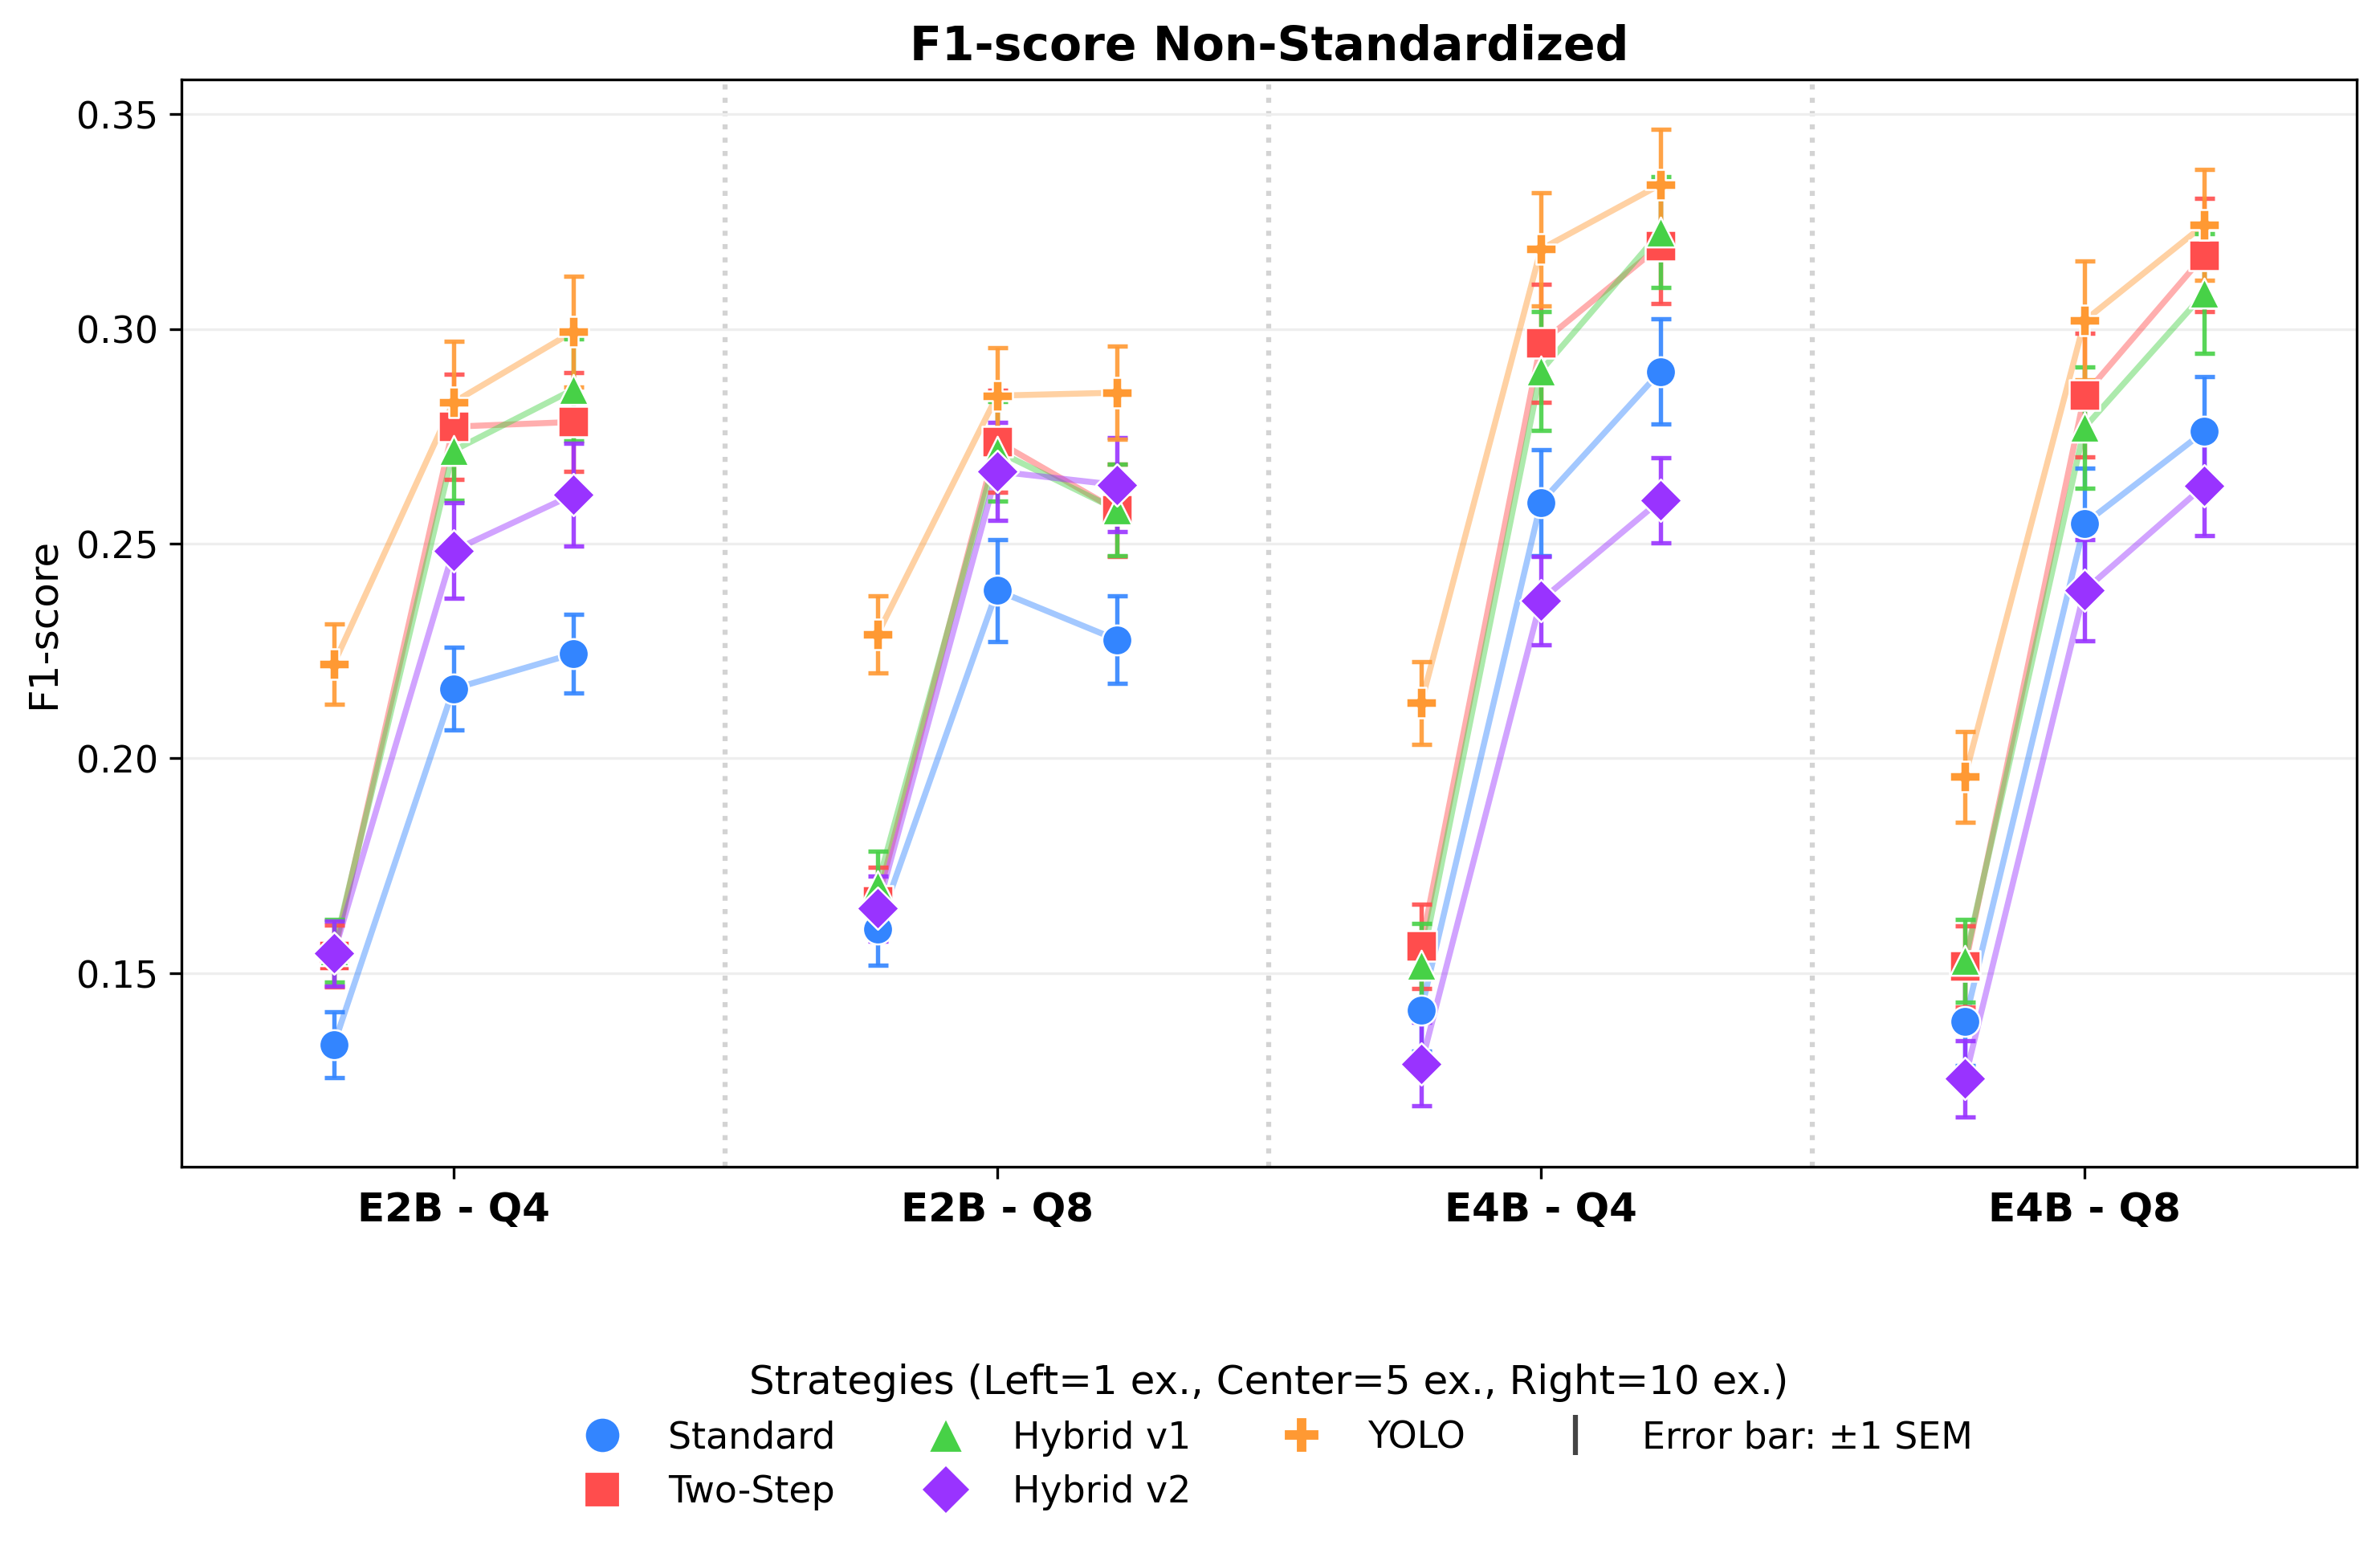 F1-score Non-Standardized
F1-score
0.35
0.30
0.25
0.20
0.15
E2B - Q4
E2B - Q8
E4B - Q4
E4B - Q8
Strategies (Left=1 ex., Center=5 ex., Right=10 ex.)
Standard
Two-Step
Hybrid v1
Hybrid v2
YOLO
Error bar: ±1 SEM